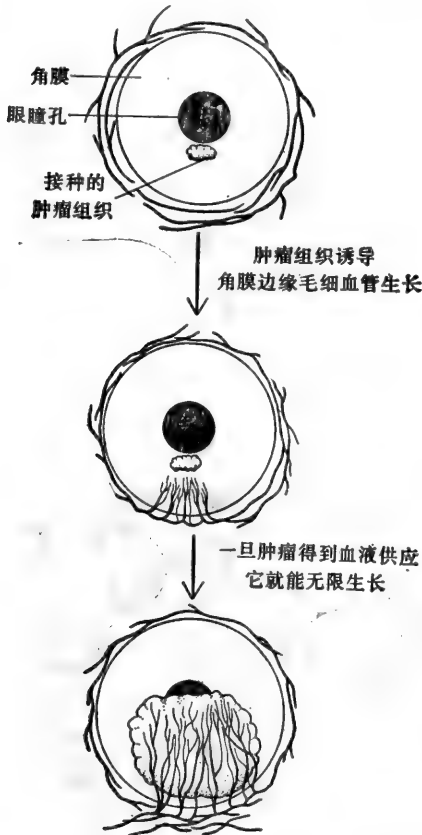 角膜
眼瞳孔
接种的
肿瘤组织
肿瘤组织诱导
角膜边缘毛细血管生长
一旦肿瘤得到血液供应
它就能无限生长